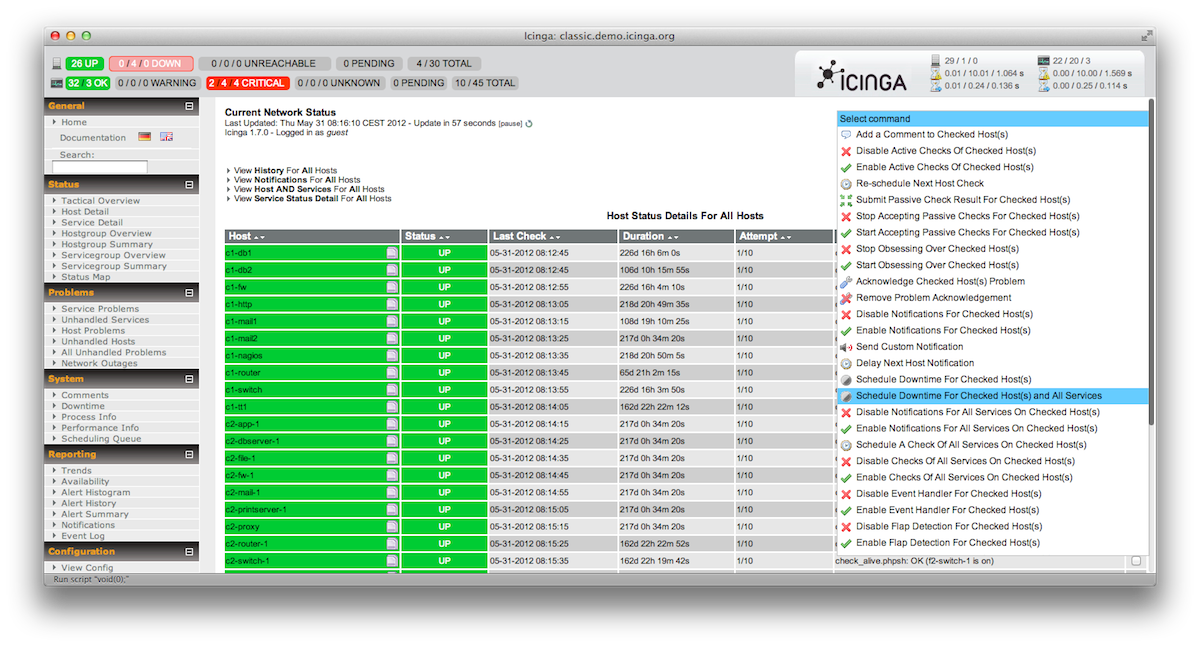 Icinga: classic.demo.icinga.org
26 UP
0 / 4 / 0 DOWN
0 / 0 / 0 UNREACHABLE
0 PENDING
4 / 30 TOTAL
32 / 3 OK
0 / 0 / 0 WARNING
2 / 4 / 4 CRITICAL
0 / 0 / 0 UNKNOWN
0 PENDING
10 / 45 TOTAL
ICINGA
29 / 1 / 0
0.01 / 10.01 / 1.064 s
0.01 / 0.24 / 0.136 s
22 / 20 / 3
0.00 / 10.00 / 1.569 s
0.00 / 0.25 / 0.114 s
General
Home
Documentation
Search:
Status
Tactical Overview
Host Detail
Service Detail
Hostgroup Overview
Hostgroup Summary
Servicegroup Overview
Servicegroup Summary
Status Map
Problems
Service Problems
Unhandled Services
Host Problems
Unhandled Hosts
All Unhandled Problems
Network Outages
System
Comments
Downtime
Process Info
Performance Info
Scheduling Queue
Reporting
Trends
Availability
Alert Histogram
Alert History
Alert Summary
Notifications
Event Log
Configuration
View Config
Run script "void(0);"
Current Network Status
Last Updated: Thu May 31 08:16:10 CEST 2012 - Update in 57 seconds [pause]
Icinga 1.7.0 - Logged in as guest
View History For All Hosts
View Notifications For All Hosts
View Host AND Services For All Hosts
View Service Status Detail For All Hosts
Host Status Details For All Hosts
Host Status Last Check Duration Attempt
c1-db1 UP 05-31-2012 08:12:45 226d 16h 6m 0s 1/10
c1-db2 UP 05-31-2012 08:12:45 106d 10h 15m 55s 1/10
c1-fw UP 05-31-2012 08:12:55 226d 16h 4m 10s 1/10
c1-http UP 05-31-2012 08:13:05 218d 20h 49m 35s 1/10
c1-mail1 UP 05-31-2012 08:13:15 108d 19h 10m 25s 1/10
c1-mail2 UP 05-31-2012 08:13:25 217d 0h 34m 20s 1/10
c1-nagios UP 05-31-2012 08:13:35 218d 20h 50m 5s 1/10
c1-router UP 05-31-2012 08:13:45 65d 21h 2m 15s 1/10
c1-switch UP 05-31-2012 08:13:55 226d 16h 3m 50s 1/10
c1-tt1 UP 05-31-2012 08:14:05 162d 22h 22m 12s 1/10
c2-app-1 UP 05-31-2012 08:14:15 217d 0h 34m 20s 1/10
c2-dbserver-1 UP 05-31-2012 08:14:25 217d 0h 34m 20s 1/10
c2-file-1 UP 05-31-2012 08:14:35 217d 0h 34m 20s 1/10
c2-fw-1 UP 05-31-2012 08:14:45 217d 0h 34m 20s 1/10
c2-mail-1 UP 05-31-2012 08:14:55 217d 0h 34m 20s 1/10
c2-printserver-1 UP 05-31-2012 08:15:05 217d 0h 34m 20s 1/10
c2-proxy UP 05-31-2012 08:15:15 217d 0h 34m 20s 1/10
c2-router-1 UP 05-31-2012 08:15:25 162d 22h 22m 52s 1/10
c2-switch-1 UP 05-31-2012 08:15:35 162d 22h 19m 42s 1/10 check_alive.phpsh: OK (f2-switch-1 is on)
Select command
Add a Comment to Checked Host(s)
Disable Active Checks Of Checked Host(s)
Enable Active Checks Of Checked Host(s)
Re-schedule Next Host Check
Submit Passive Check Result For Checked Host(s)
Stop Accepting Passive Checks For Checked Host(s)
Start Accepting Passive Checks For Checked Host(s)
Stop Obsessing Over Checked Host(s)
Start Obsessing Over Checked Host(s)
Acknowledge Checked Host(s) Problem
Remove Problem Acknowledgement
Disable Notifications For Checked Host(s)
Enable Notifications For Checked Host(s)
Send Custom Notification
Delay Next Host Notification
Schedule Downtime For Checked Host(s)
Schedule Downtime For Checked Host(s) and All Services
Disable Notifications For All Services On Checked Host(s)
Enable Notifications For All Services On Checked Host(s)
Schedule A Check Of All Services On Checked Host(s)
Disable Checks Of All Services On Checked Host(s)
Enable Checks Of All Services On Checked Host(s)
Disable Event Handler For Checked Host(s)
Enable Event Handler For Checked Host(s)
Disable Flap Detection For Checked Host(s)
Enable Flap Detection For Checked Host(s)